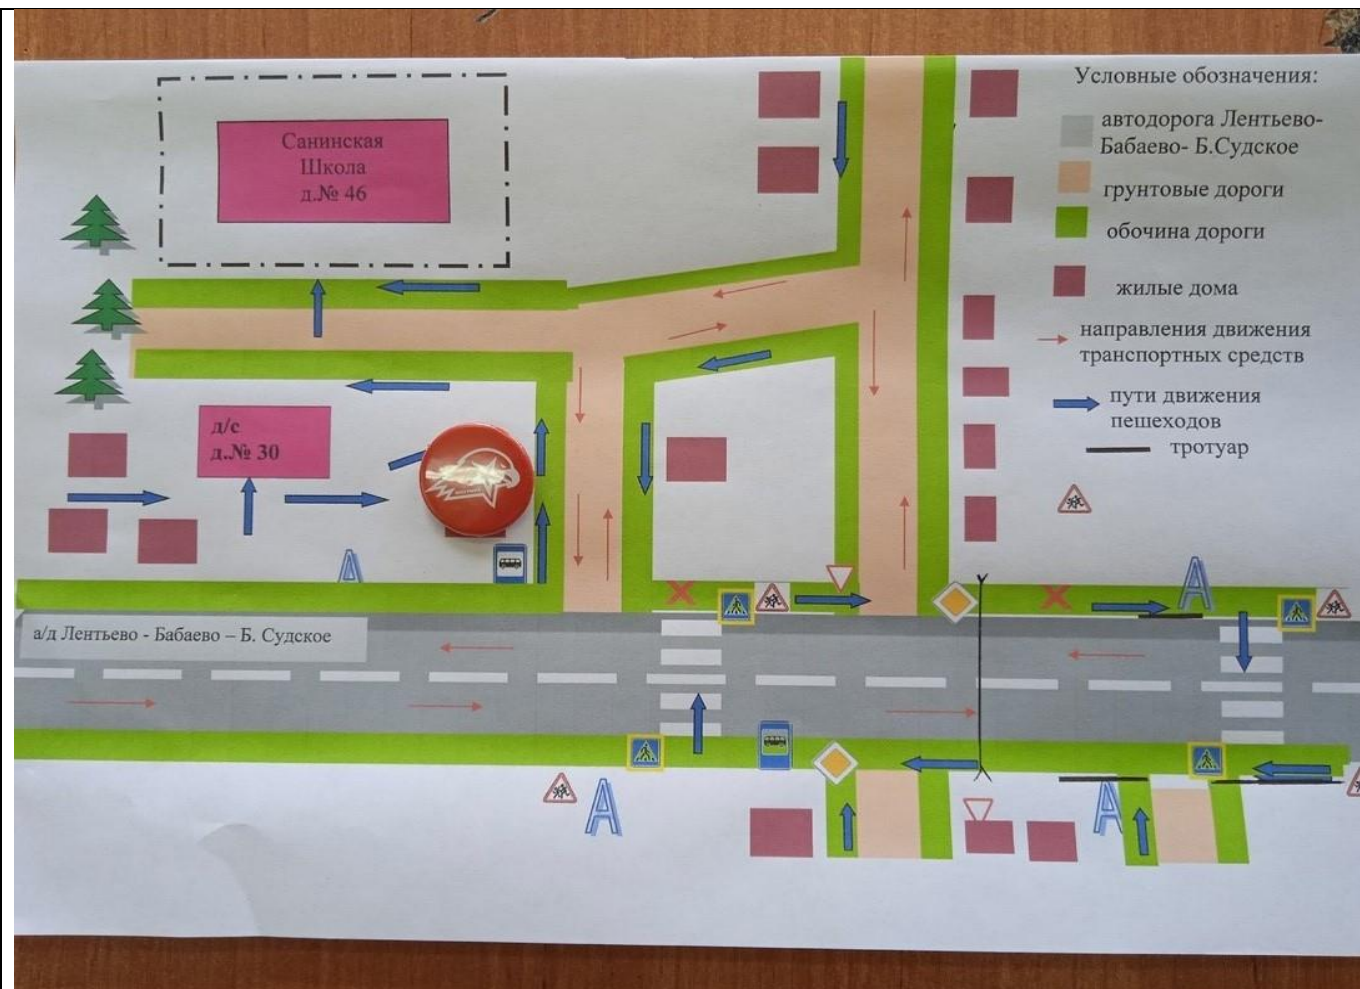 Санинская
Школа
д.№ 46
д/с
д.№ 30
А
а/д Лентьево - Бабаево – Б. Судское
А
А
А
Условные обозначения:
автодорога Лентьево-
Бабаево- Б.Судское
грунтовые дороги
обочина дороги
жилые дома
направления движения
транспортных средств
пути движения
пешеходов
тротуар